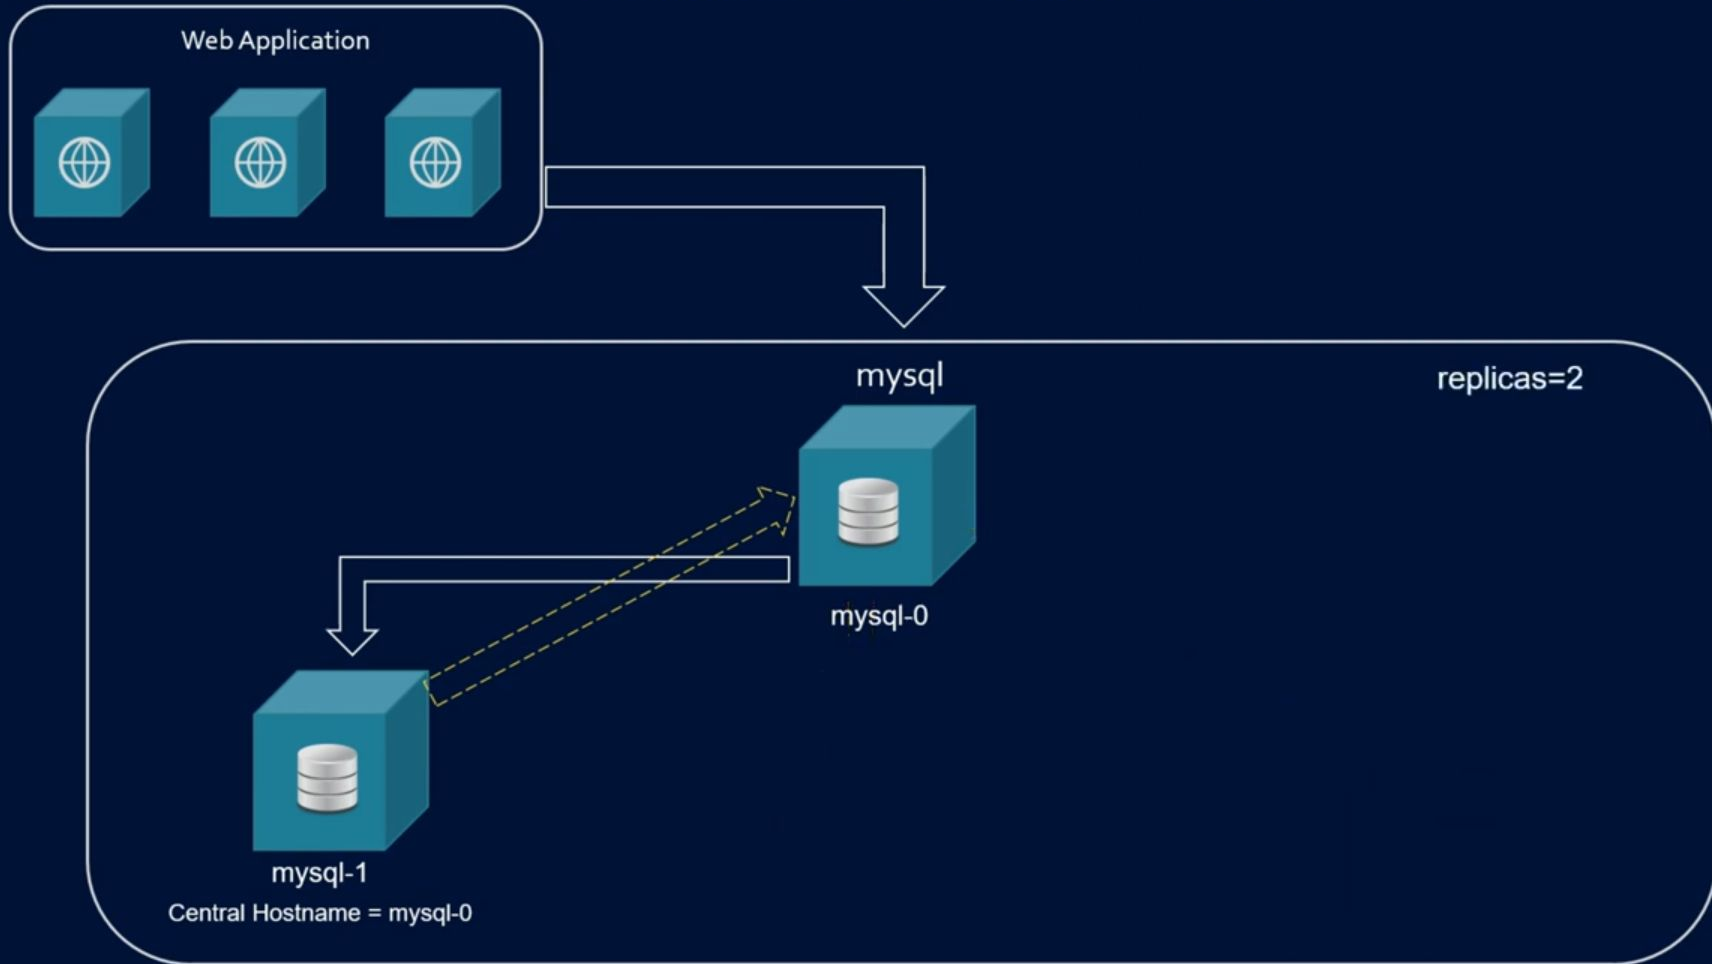 Web Application
mysql
replicas=2
mysql-0
mysql-1
Central Hostname = mysql-0